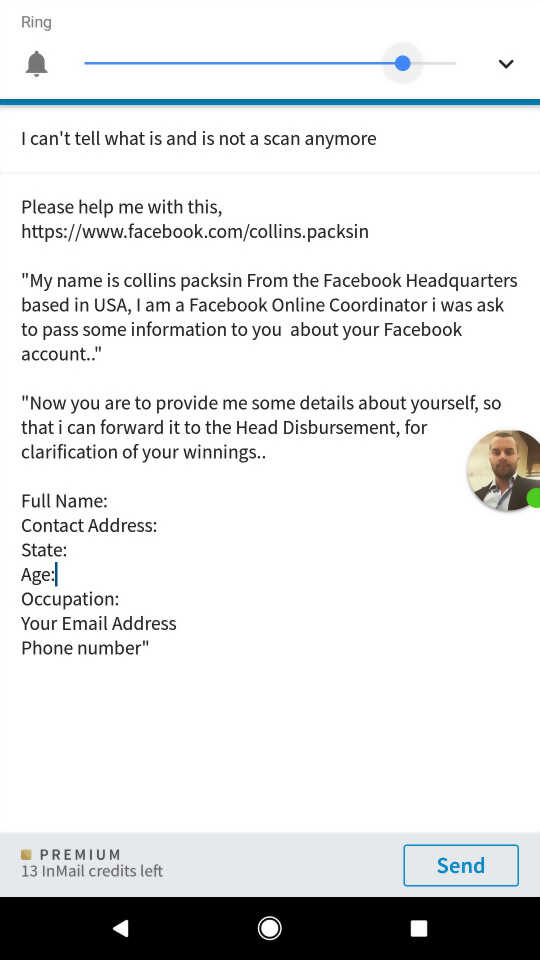 Ring
I can't tell what is and is not a scan anymore
Please help me with this,
https://www.facebook.com/collins.packsin
"My name is collins packsin From the Facebook Headquarters
based in USA, I am a Facebook Online Coordinator i was ask
to pass some information to you  about your Facebook
account.."
"Now you are to provide me some details about yourself, so
that i can forward it to the Head Disbursement, for
clarification of your winnings..
Full Name:
Contact Address:
State:
Age:
Occupation:
Your Email Address
Phone number"
PREMIUM
13 InMail credits left
Send